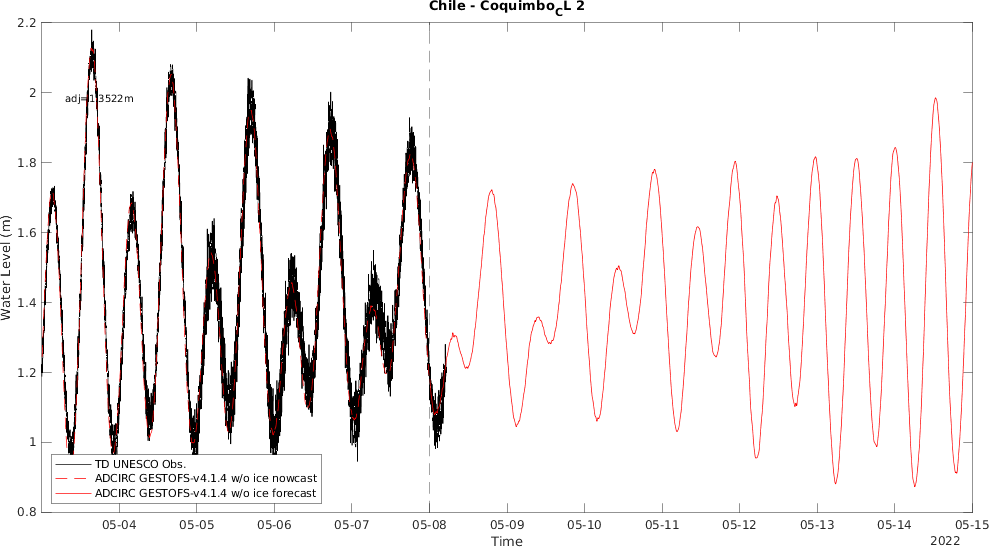 Chile - Coquimbo_CL 2
2.2
2
1.8
1.6
1.4
1.2
1
0.8
Water Level (m)
adj=1.3522m
TD UNESCO Obs.
ADCIRC GESTOFS-v4.1.4 w/o ice nowcast
ADCIRC GESTOFS-v4.1.4 w/o ice forecast
05-04 05-05 05-06 05-07 05-08 05-09 05-10 05-11 05-12 05-13 05-14 05-15
Time
2022